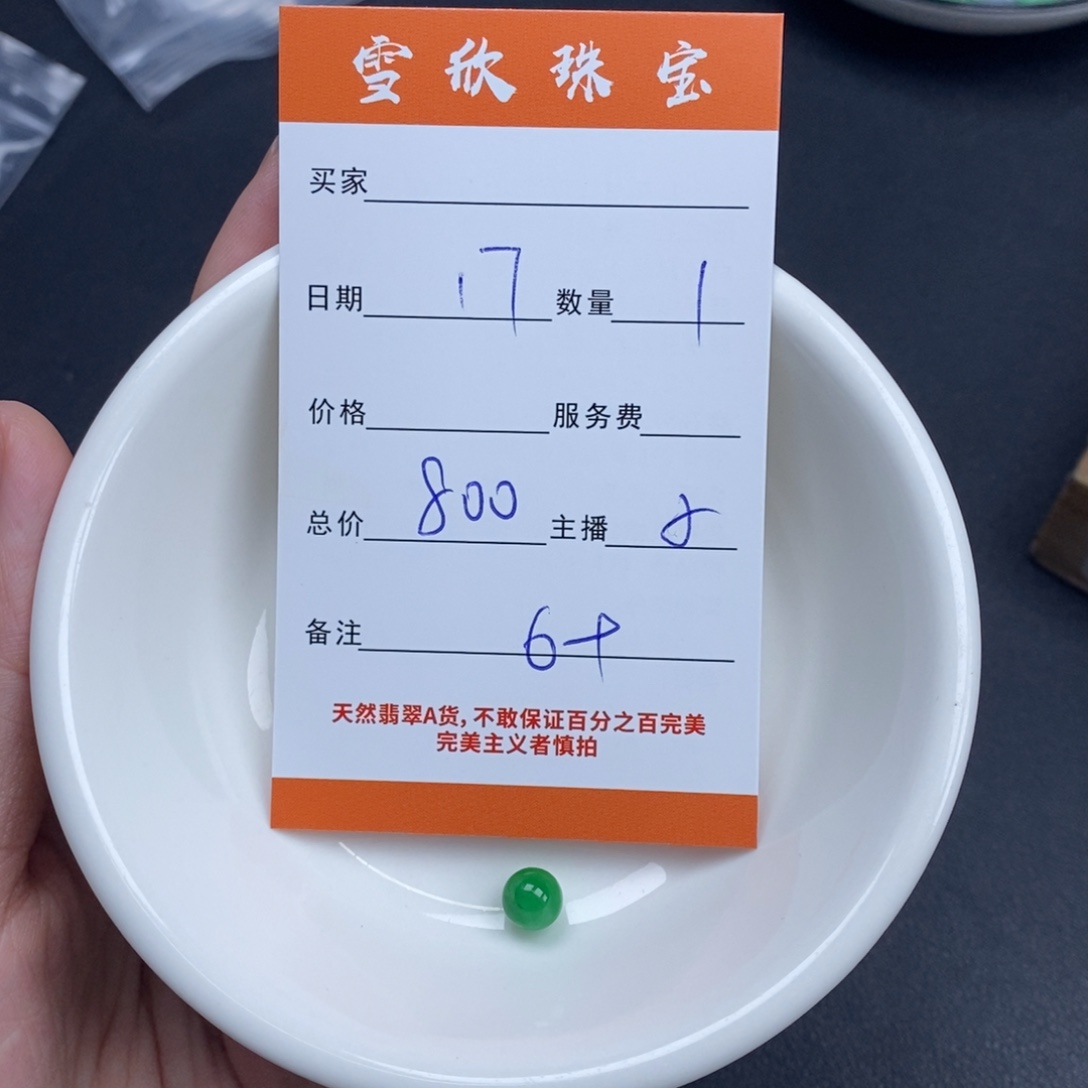 雪欣珠宝
买家
日期 17 数量 1
价格 服务费
总价 800 主播
备注 6+
天然翡翠A货,不敢保证百分之百完美
完美主义者慎拍